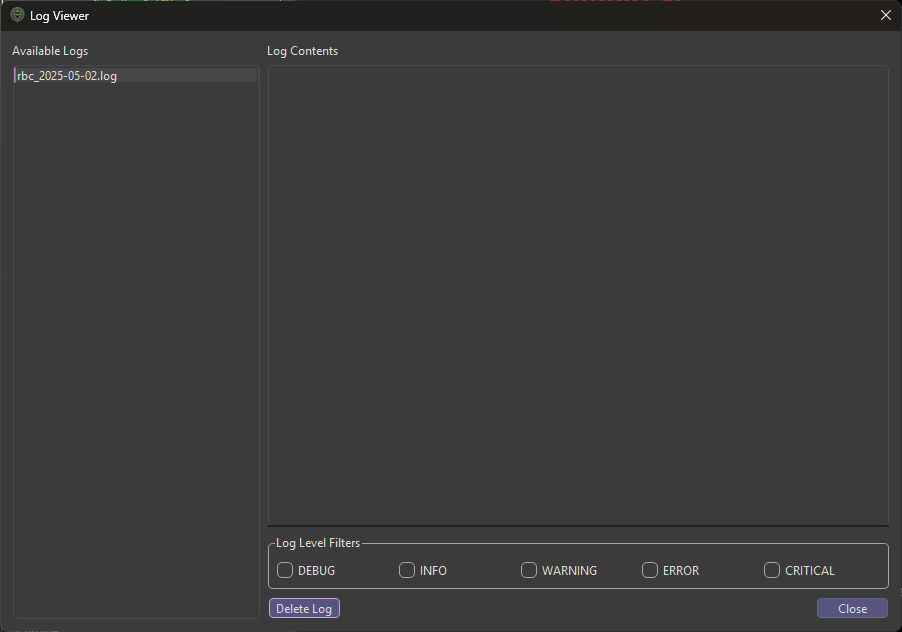 Log Viewer
Available Logs
Log Contents
rbc_2025-05-02.log
Log Level Filters
DEBUG
INFO
WARNING
ERROR
CRITICAL
Delete Log
Close